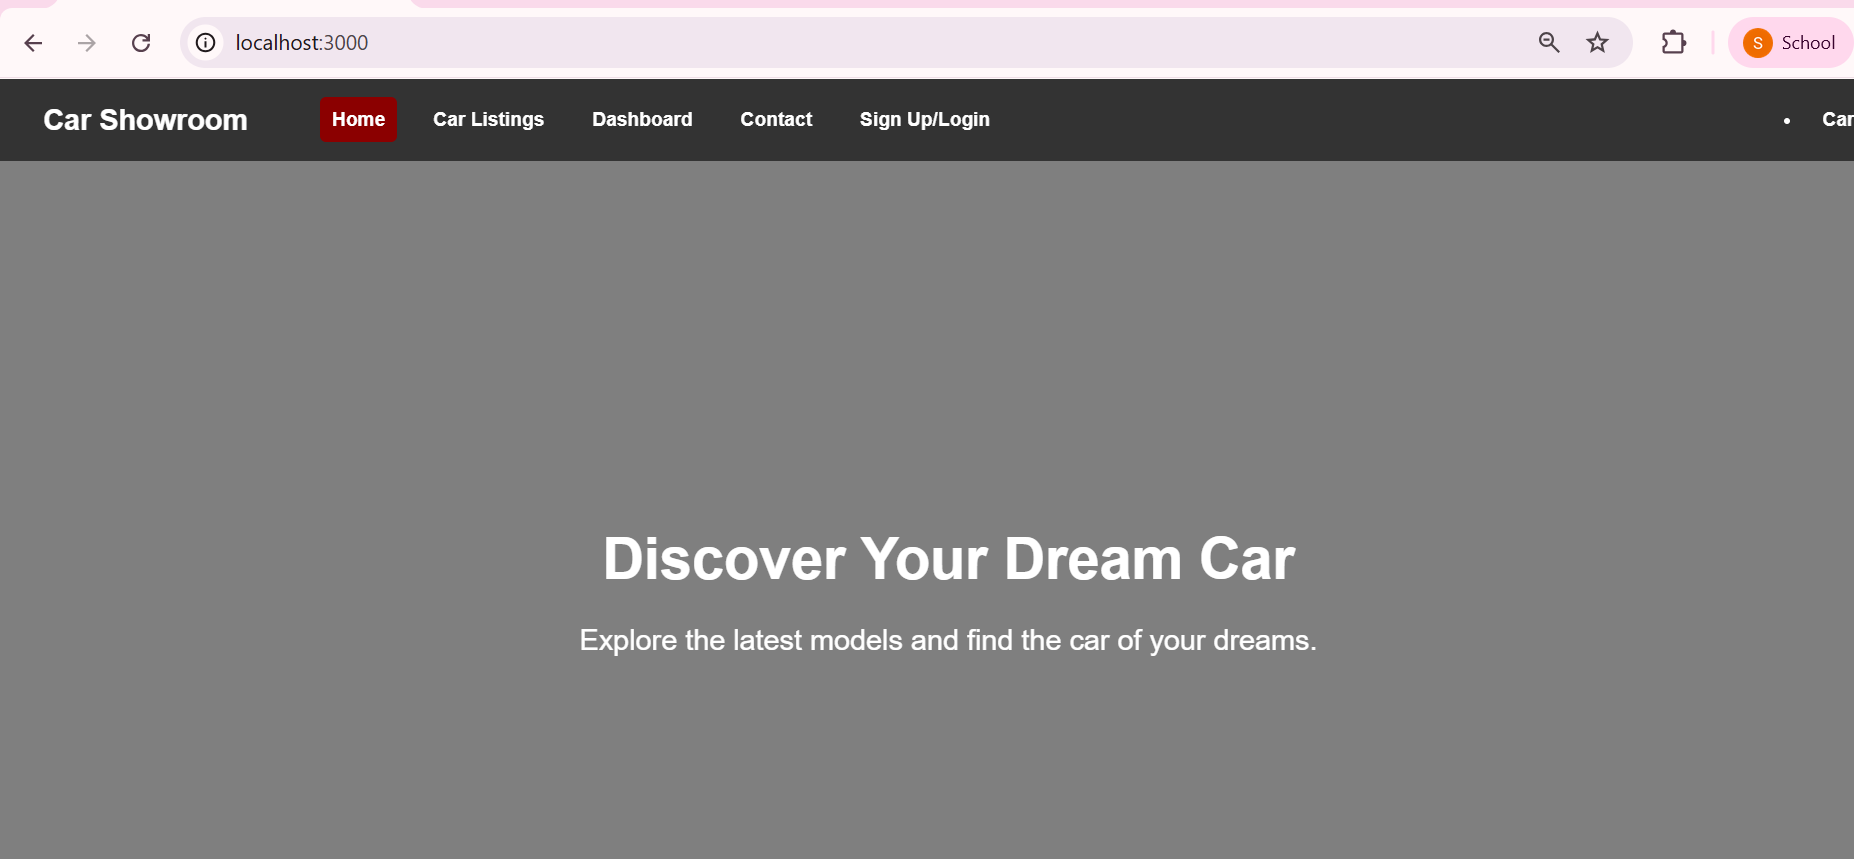 localhost:3000
S School
Car Showroom Home Car Listings Dashboard Contact Sign Up/Login • Car
Discover Your Dream Car
Explore the latest models and find the car of your dreams.